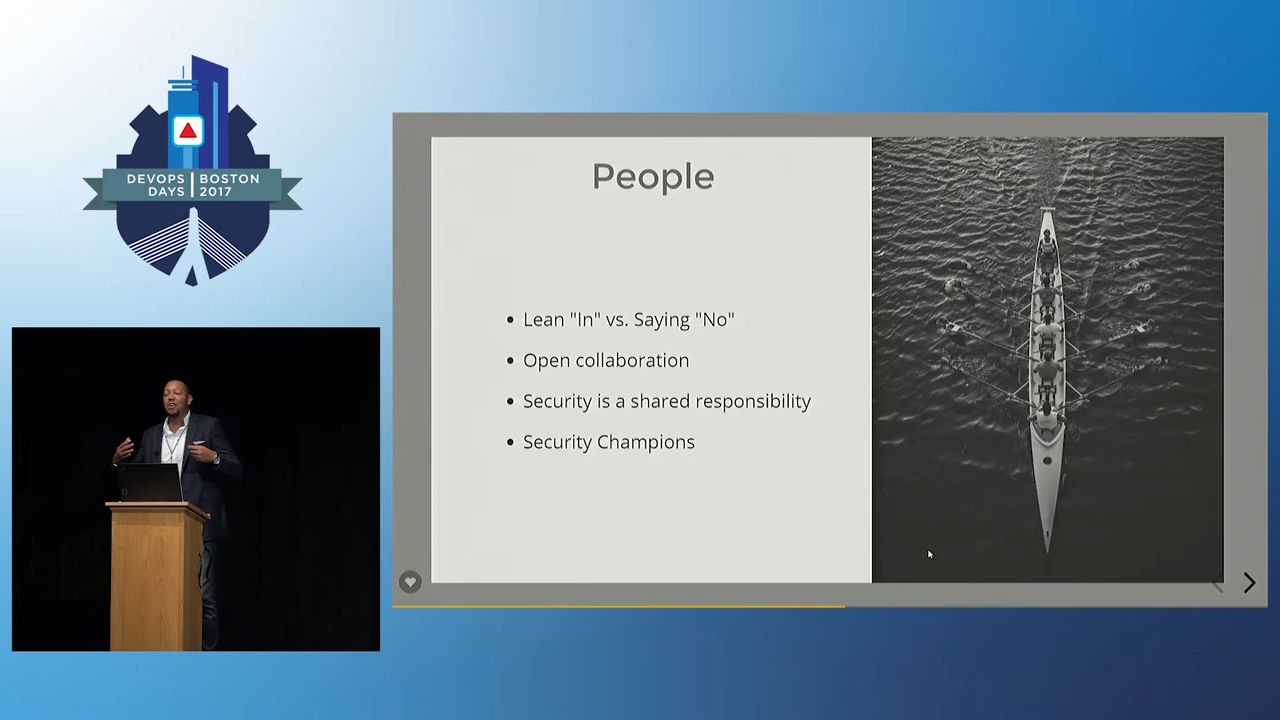 DEVOPS BOSTON
DAYS 2017
People
Lean "In" vs. Saying "No"
Open collaboration
Security is a shared responsibility
Security Champions